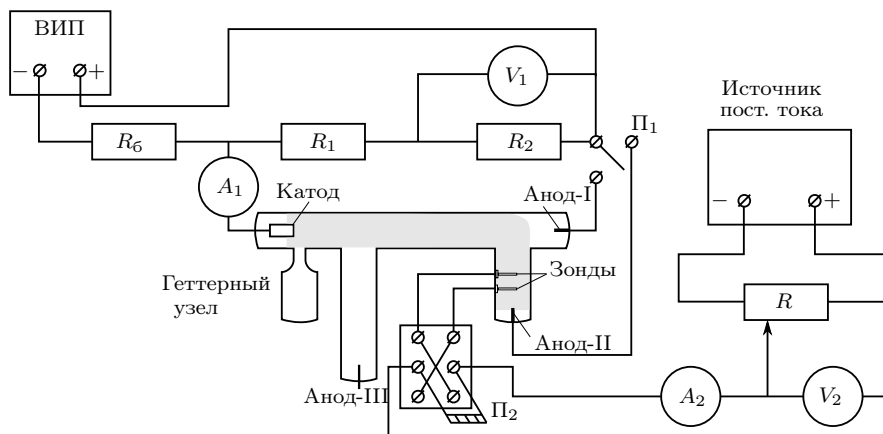 ВИП
− +
V₁
Источник
пост. тока
R_б
R₁
R₂
П₁
A₁
Катод
Анод-I
− +
Геттерный
узел
Зонды
R
Анод-II
Анод-III
П₂
A₂
V₂